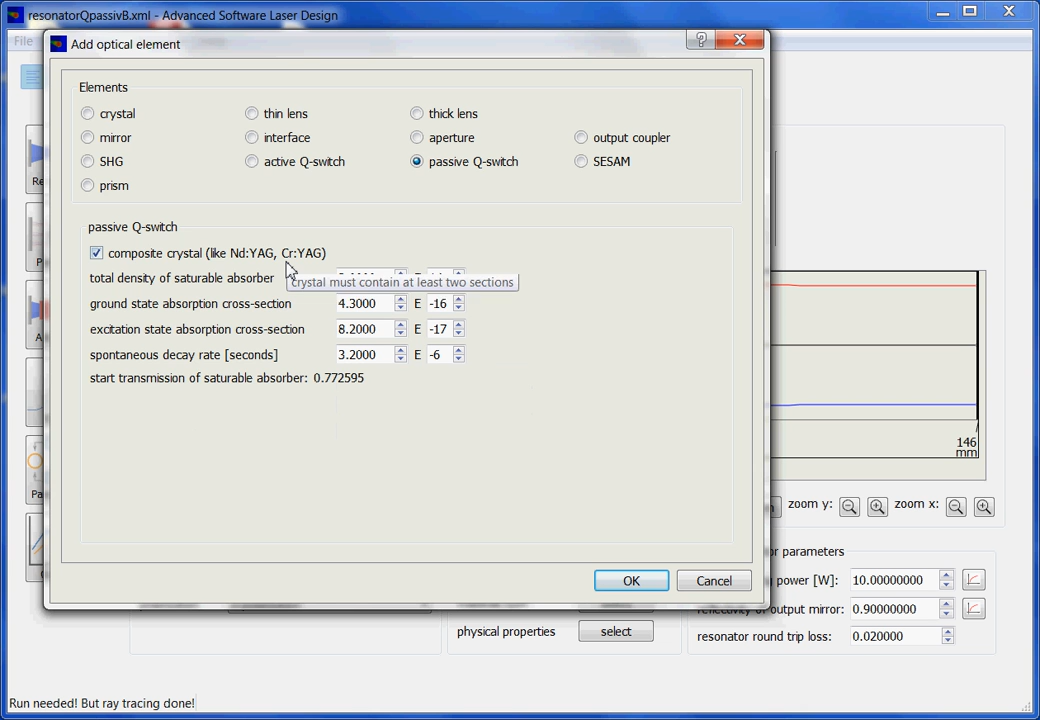 resonatorQpassivB.xml - Advanced Software Laser Design
File
Add optical element
?
Elements
crystal
thin lens
thick lens
mirror
interface
aperture
output coupler
SHG
active Q-switch
passive Q-switch
SESAM
prism
passive Q-switch
composite crystal (like Nd:YAG, Cr:YAG)
total density of saturable absorber
crystal must contain at least two sections
ground state absorption cross-section 4.3000 E -16
excitation state absorption cross-section 8.2000 E -17
spontaneous decay rate [seconds] 3.2000 E -6
start transmission of saturable absorber: 0.772595
OK
Cancel
146
mm
zoom y:
zoom x:
parameters
power [W]: 10.00000000
output mirror: 0.90000000
resonator round trip loss: 0.020000
physical properties
select
Run needed! But ray tracing done!